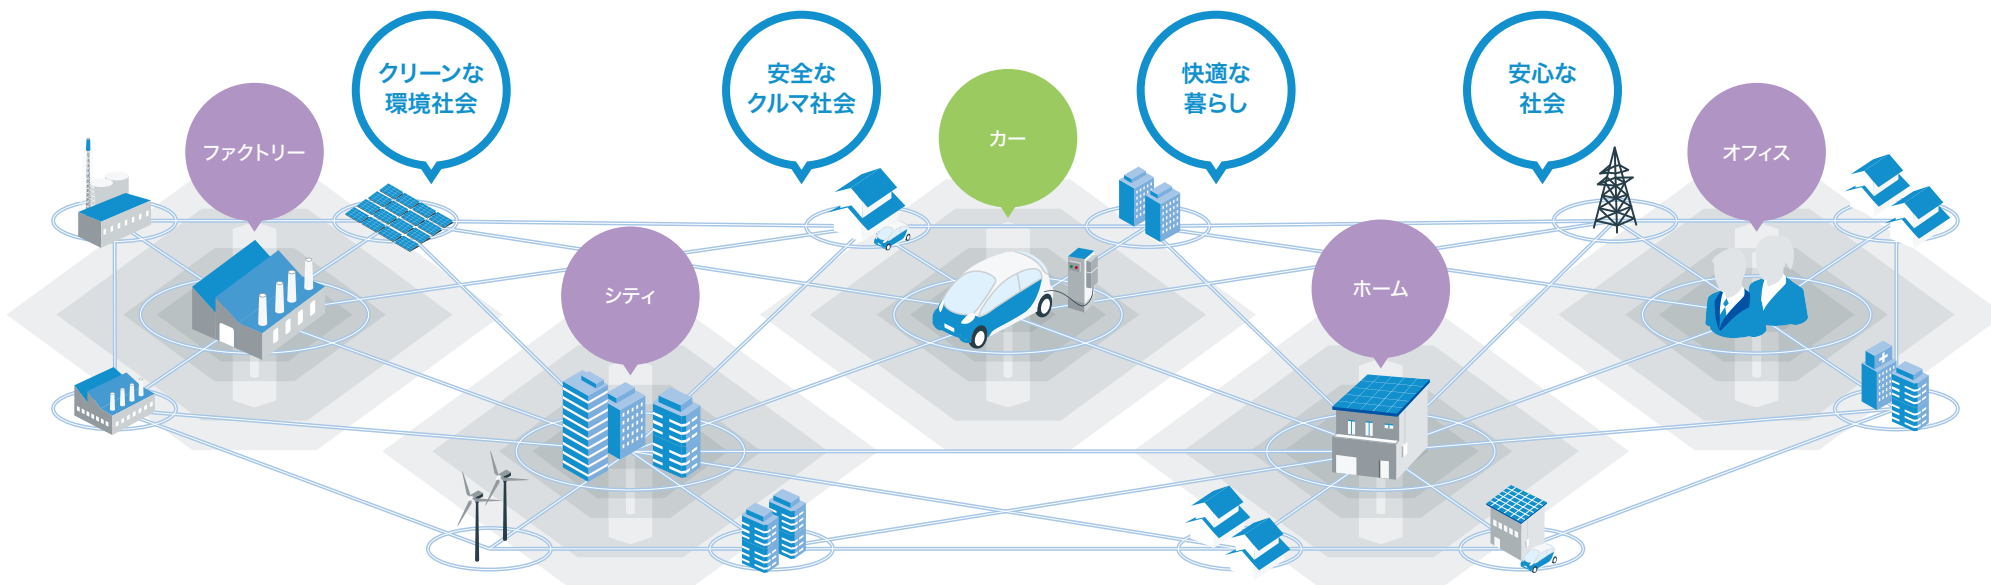 クリーンな
環境社会
安全な
クルマ社会
快適な
暮らし
安心な
社会
ファクトリー
カー
オフィス
シティ
ホーム